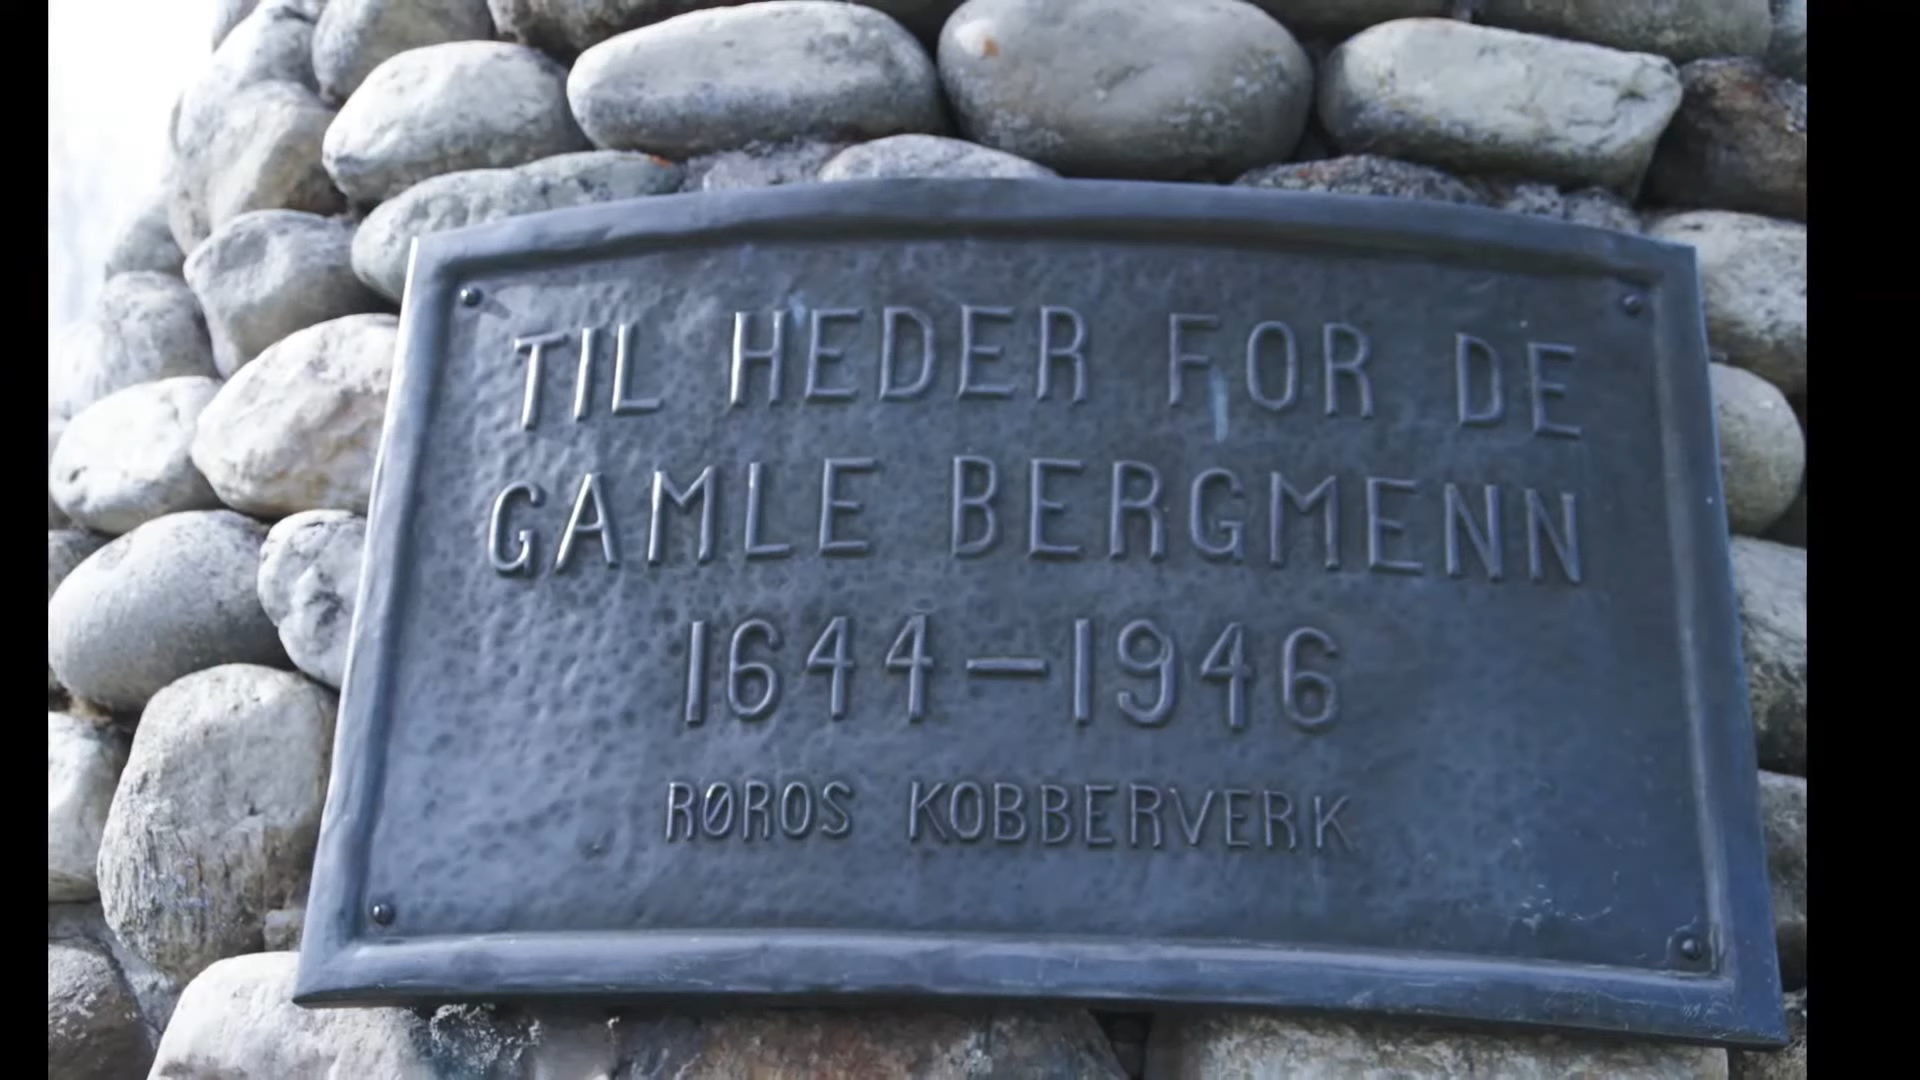 TIL HEDER FOR DE
GAMLE BERGMENN
1644–1946
RØROS KOBBERVERK